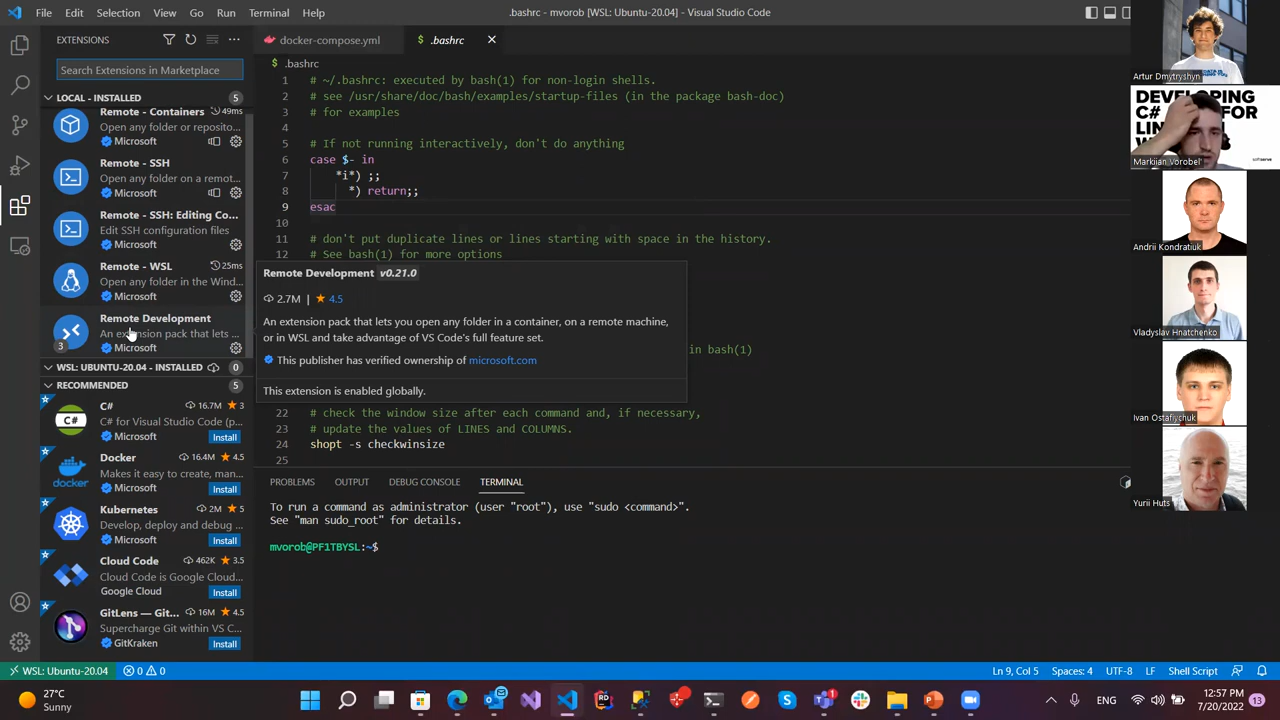 File Edit Selection View Go Run Terminal Help
.bashrc - mvorob [WSL: Ubuntu-20.04] - Visual Studio Code
EXTENSIONS
Search Extensions in Marketplace
LOCAL - INSTALLED 5
Remote - Containers 49ms
Open any folder or reposito...
Microsoft
Remote - SSH
Open any folder on a remot...
Microsoft
Remote - SSH: Editing Co...
Edit SSH configuration files
Microsoft
Remote - WSL 25ms
Open any folder in the Wind...
Microsoft
Remote Development
An extension pack that lets ...
3
Microsoft
WSL: UBUNTU-20.04 - INSTALLED 0
RECOMMENDED 5
C# 16.7M 3
C# for Visual Studio Code (p...
Microsoft Install
Docker 16.4M 4.5
Makes it easy to create, man...
Microsoft Install
Kubernetes 2M 5
Develop, deploy and debug ...
Microsoft Install
Cloud Code 462K 3.5
Cloud Code is Google Cloud...
Google Cloud Install
GitLens — Git... 16M 4.5
Supercharge Git within VS C...
GitKraken Install
docker-compose.yml
.bashrc
.bashrc
1 # ~/.bashrc: executed by bash(1) for non-login shells.
2 # see /usr/share/doc/bash/examples/startup-files (in the package bash-doc)
3 # for examples
4
5 # If not running interactively, don't do anything
6 case $- in
7 *i*) ;;
8 *) return;;
9 esac
10
11 # don't put duplicate lines or lines starting with space in the history.
12 # See bash(1) for more options
Remote Development v0.21.0
2.7M | 4.5
An extension pack that lets you open any folder in a container, on a remote machine,
or in WSL and take advantage of VS Code's full feature set.
This publisher has verified ownership of microsoft.com
This extension is enabled globally.
in bash(1)
22 # check the window size after each command and, if necessary,
23 # update the values of LINES and COLUMNS.
24 shopt -s checkwinsize
25
PROBLEMS OUTPUT DEBUG CONSOLE TERMINAL
To run a command as administrator (user "root"), use "sudo <command>".
See "man sudo_root" for details.
mvorob@PF1TBYSL:~$
WSL: Ubuntu-20.04 0 0
Ln 9, Col 5 Spaces: 4 UTF-8 LF Shell Script
27°C
Sunny
ENG
12:57 PM
7/20/2022
13
Artur Dmytryshyn
Markiian Vorobel'
Andrii Kondratiuk
Vladyslav Hnatchenko
Ivan Ostafiychuk
Yurii Huts